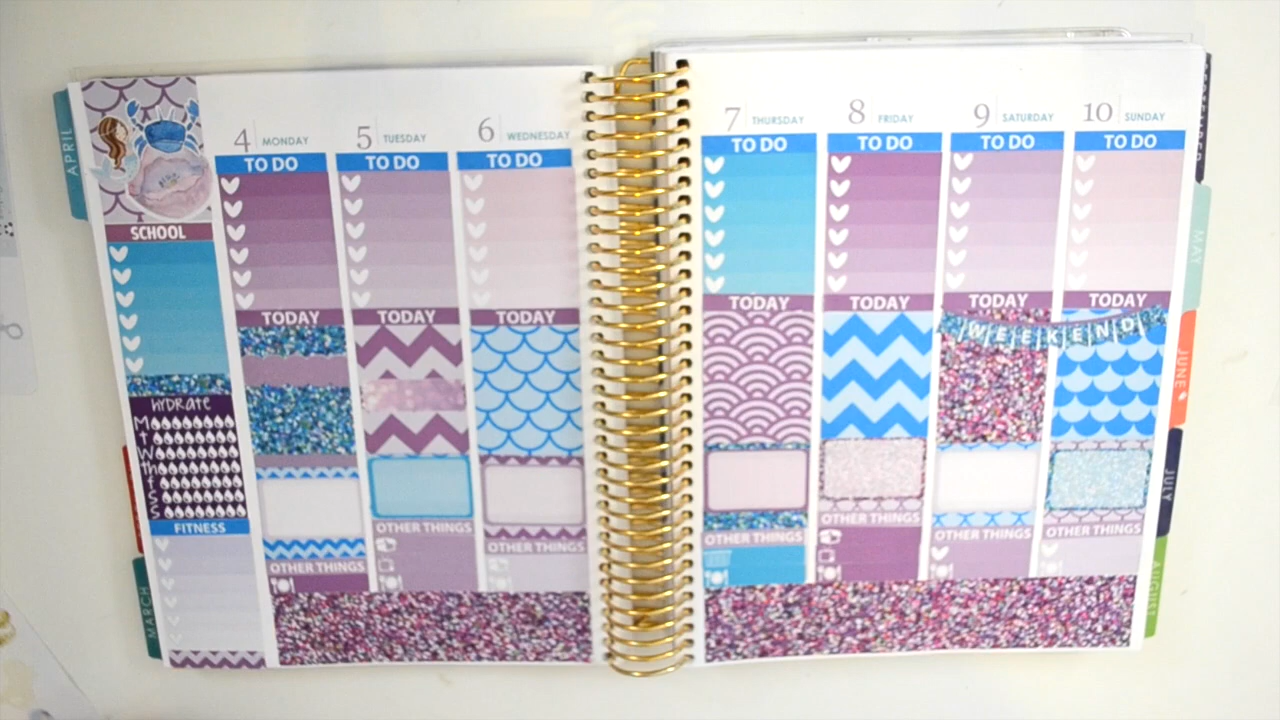 4 MONDAY
5 TUESDAY
6 WEDNESDAY
7 THURSDAY
8 FRIDAY
9 SATURDAY
10 SUNDAY
TO DO
TO DO
TO DO
TO DO
TO DO
TO DO
TO DO
SCHOOL
TODAY
TODAY
TODAY
TODAY
TODAY
TODAY
TODAY
WEEKEND
HYDRATE
M
T
W
TH
F
S
S
FITNESS
OTHER THINGS
OTHER THINGS
OTHER THINGS
OTHER THINGS
OTHER THINGS
OTHER THINGS
OTHER THINGS
APRIL
MARCH
MAY
JUNE
JULY
AUGUST
SEPTEMBER